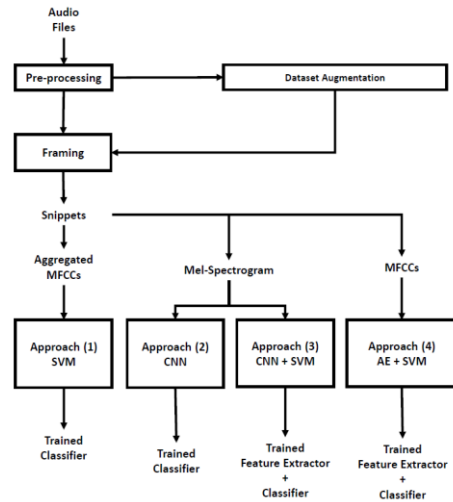 Audio
Files
Pre-processing
Dataset Augmentation
Framing
Snippets
Aggregated
MFCCs
Mel-Spectrogram
MFCCs
Approach (1)
SVM
Approach (2)
CNN
Approach (3)
CNN + SVM
Approach (4)
AE + SVM
Trained
Classifier
Trained
Classifier
Trained
Feature Extractor
+
Classifier
Trained
Feature Extractor
+
Classifier